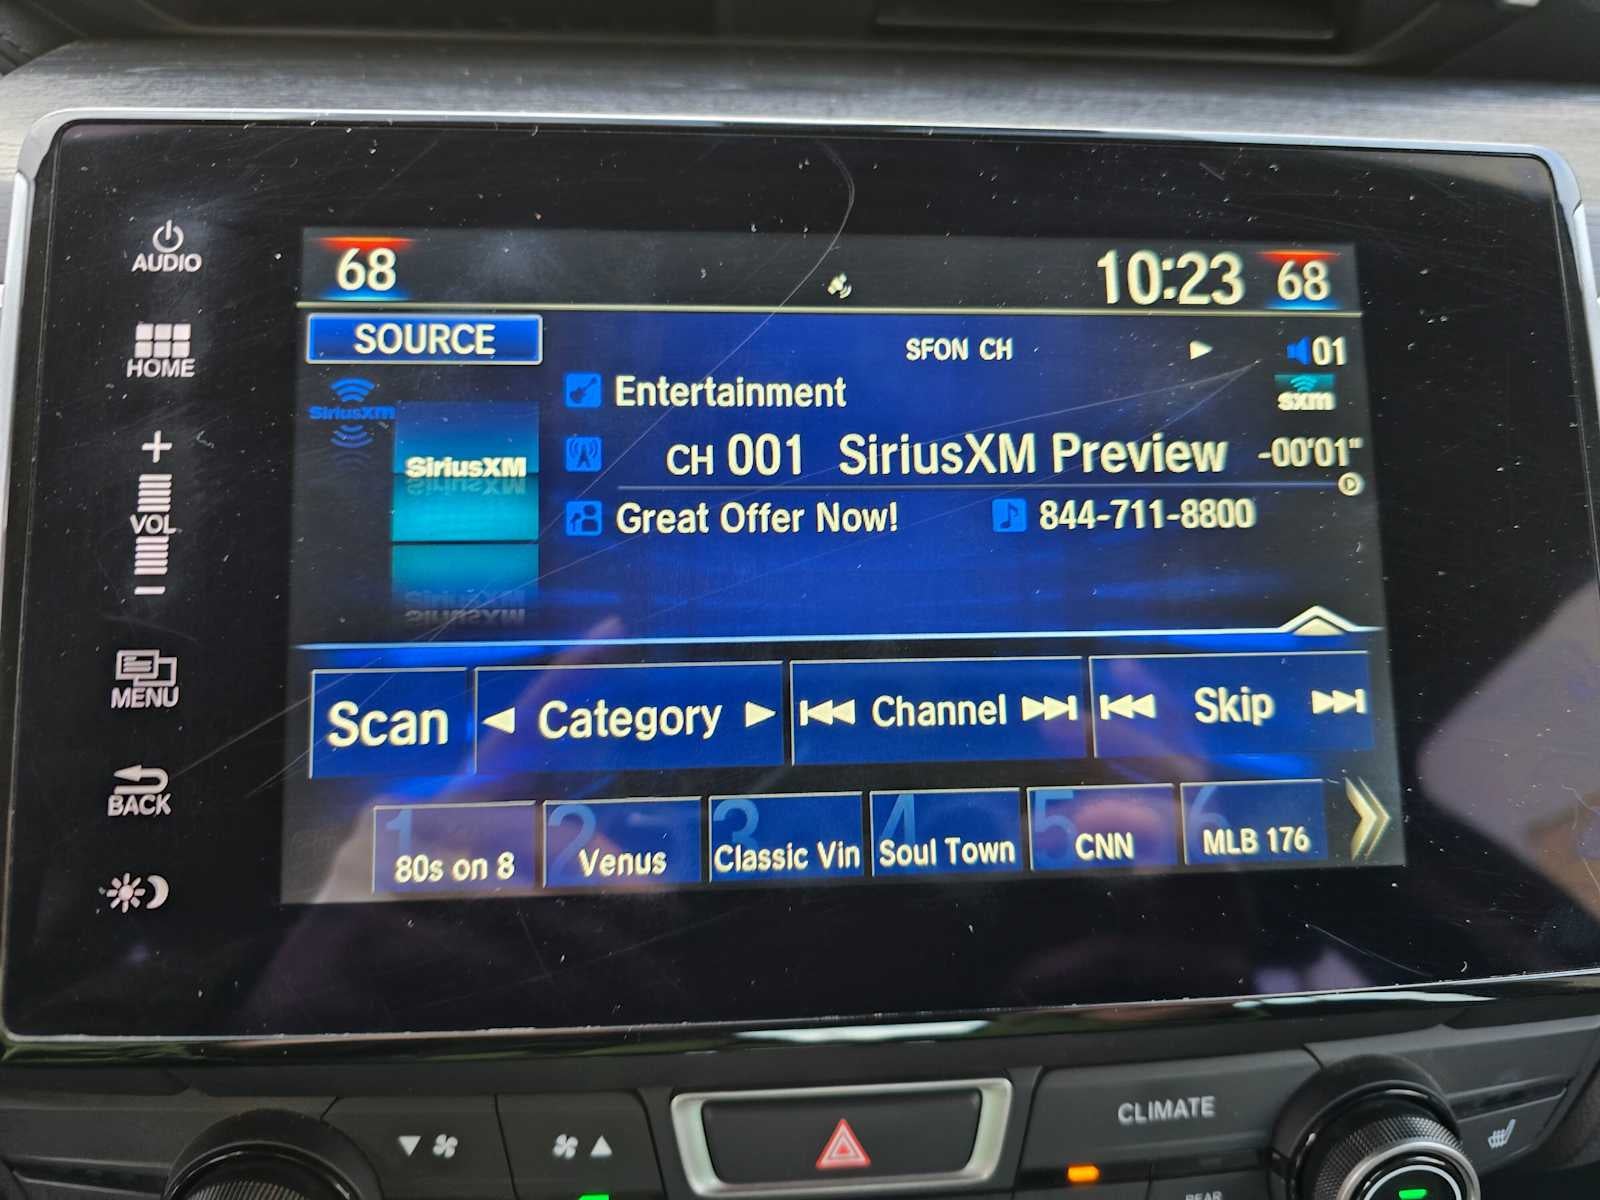 AUDIO
HOME
+
VOL
MENU
BACK
68
10:23
68
SOURCE
SFON CH
01
SiriusXM
sxm
Entertainment
CH 001 SiriusXM Preview -00'01"
SiriusXM
Great Offer Now!
844-711-8800
Scan
Category
Channel
Skip
1 80s on 8
2 Venus
3 Classic Vin
4 Soul Town
5 CNN
6 MLB 176
CLIMATE
REAR